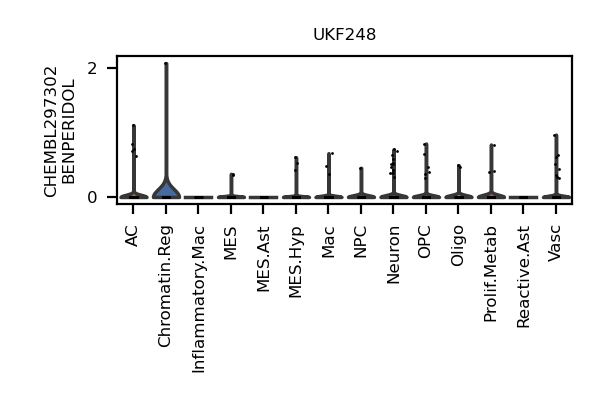 UKF248
CHEMBL297302
BENPERIDOL
2
0
AC
Chromatin.Reg
Inflammatory.Mac
MES
MES.Ast
MES.Hyp
Mac
NPC
Neuron
OPC
Oligo
Prolif.Metab
Reactive.Ast
Vasc